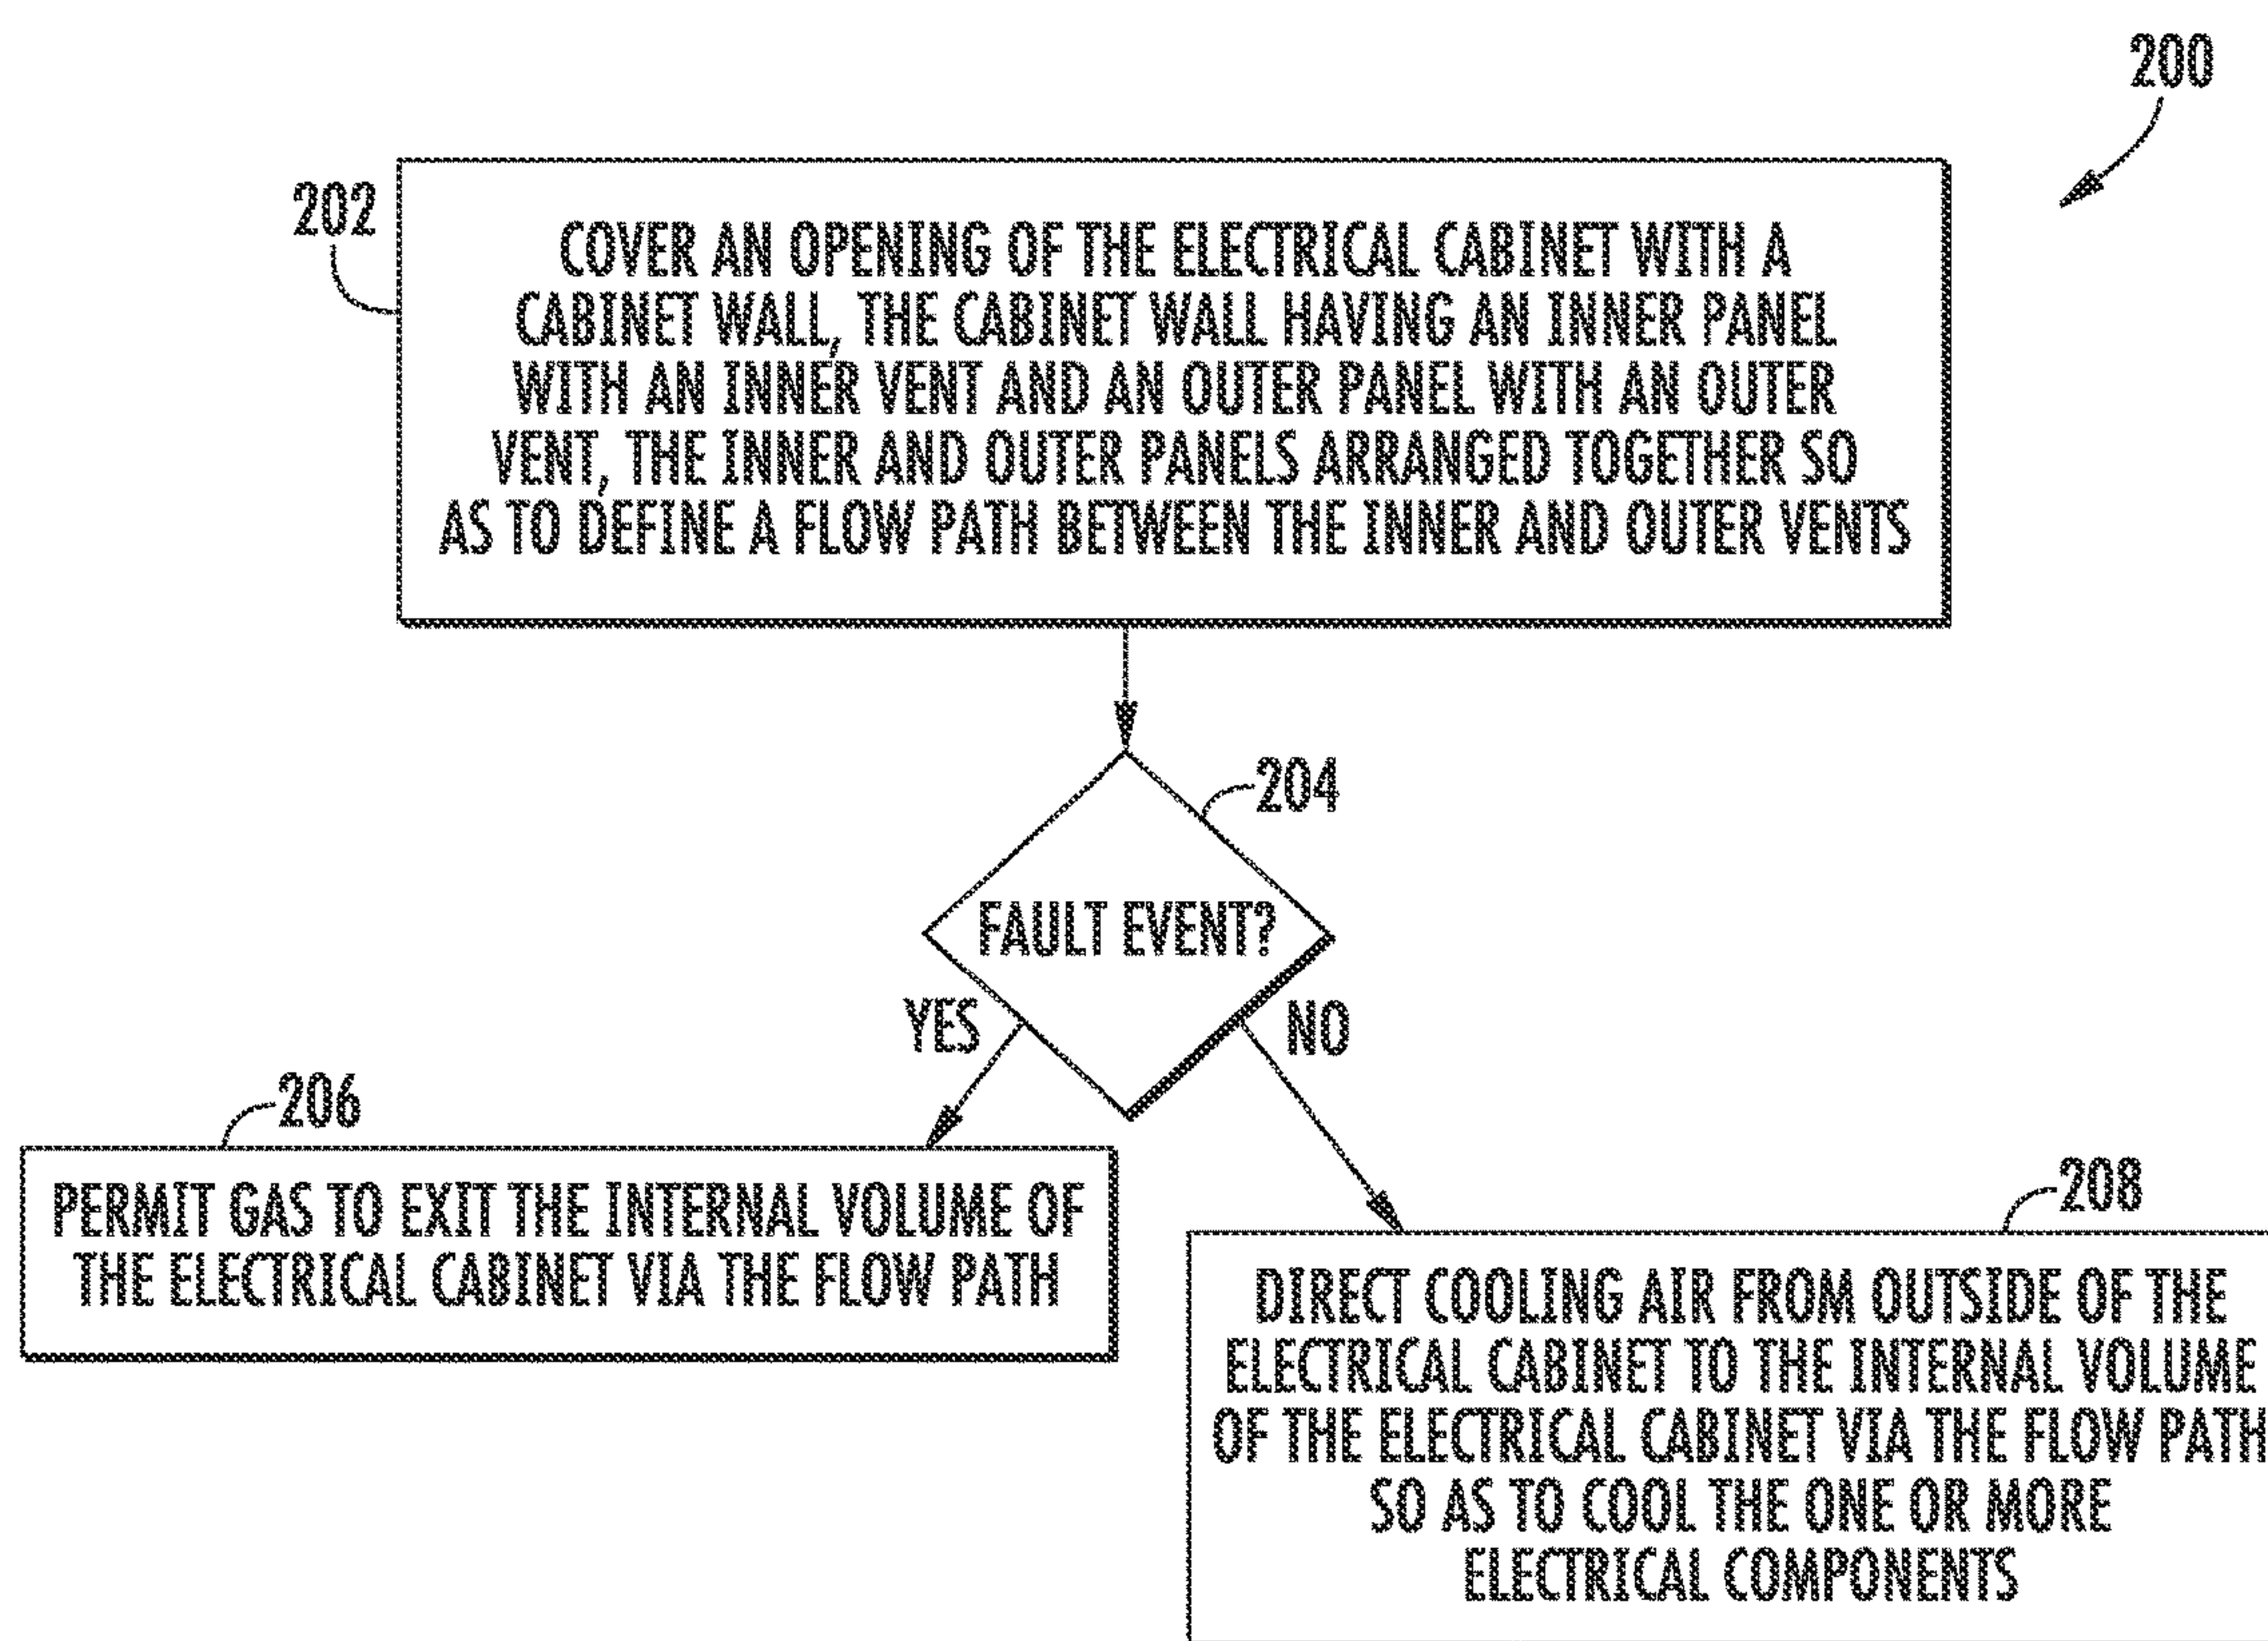 200
202
COVER AN OPENING OF THE ELECTRICAL CABINET WITH A
CABINET WALL, THE CABINET WALL HAVING AN INNER PANEL
WITH AN INNER VENT AND AN OUTER PANEL WITH AN OUTER
VENT, THE INNER AND OUTER PANELS ARRANGED TOGETHER SO
AS TO DEFINE A FLOW PATH BETWEEN THE INNER AND OUTER VENTS
204
FAULT EVENT?
YES
NO
206
PERMIT GAS TO EXIT THE INTERNAL VOLUME OF
THE ELECTRICAL CABINET VIA THE FLOW PATH
208
DIRECT COOLING AIR FROM OUTSIDE OF THE
ELECTRICAL CABINET TO THE INTERNAL VOLUME
OF THE ELECTRICAL CABINET VIA THE FLOW PATH
SO AS TO COOL THE ONE OR MORE
ELECTRICAL COMPONENTS